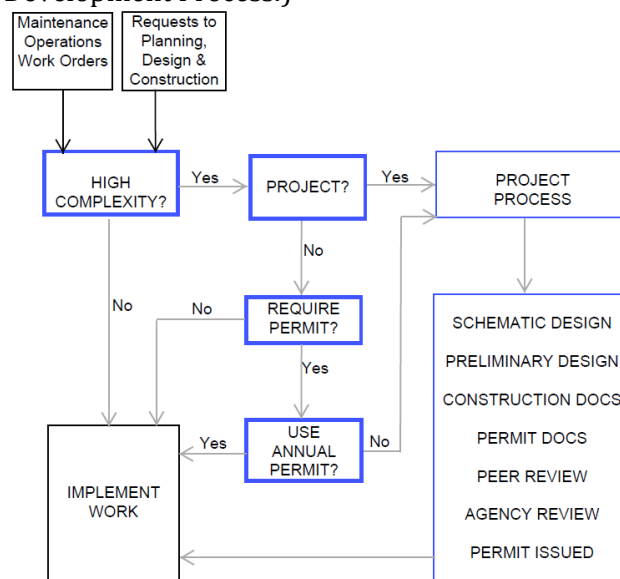 Development Process.)
Maintenance
Operations
Work Orders
Requests to
Planning,
Design &
Construction
HIGH
COMPLEXITY?
Yes
PROJECT?
Yes
PROJECT
PROCESS
No
No
REQUIRE
PERMIT?
No
Yes
USE
ANNUAL
PERMIT?
Yes
No
IMPLEMENT
WORK
SCHEMATIC DESIGN
PRELIMINARY DESIGN
CONSTRUCTION DOCS
PERMIT DOCS
PEER REVIEW
AGENCY REVIEW
PERMIT ISSUED